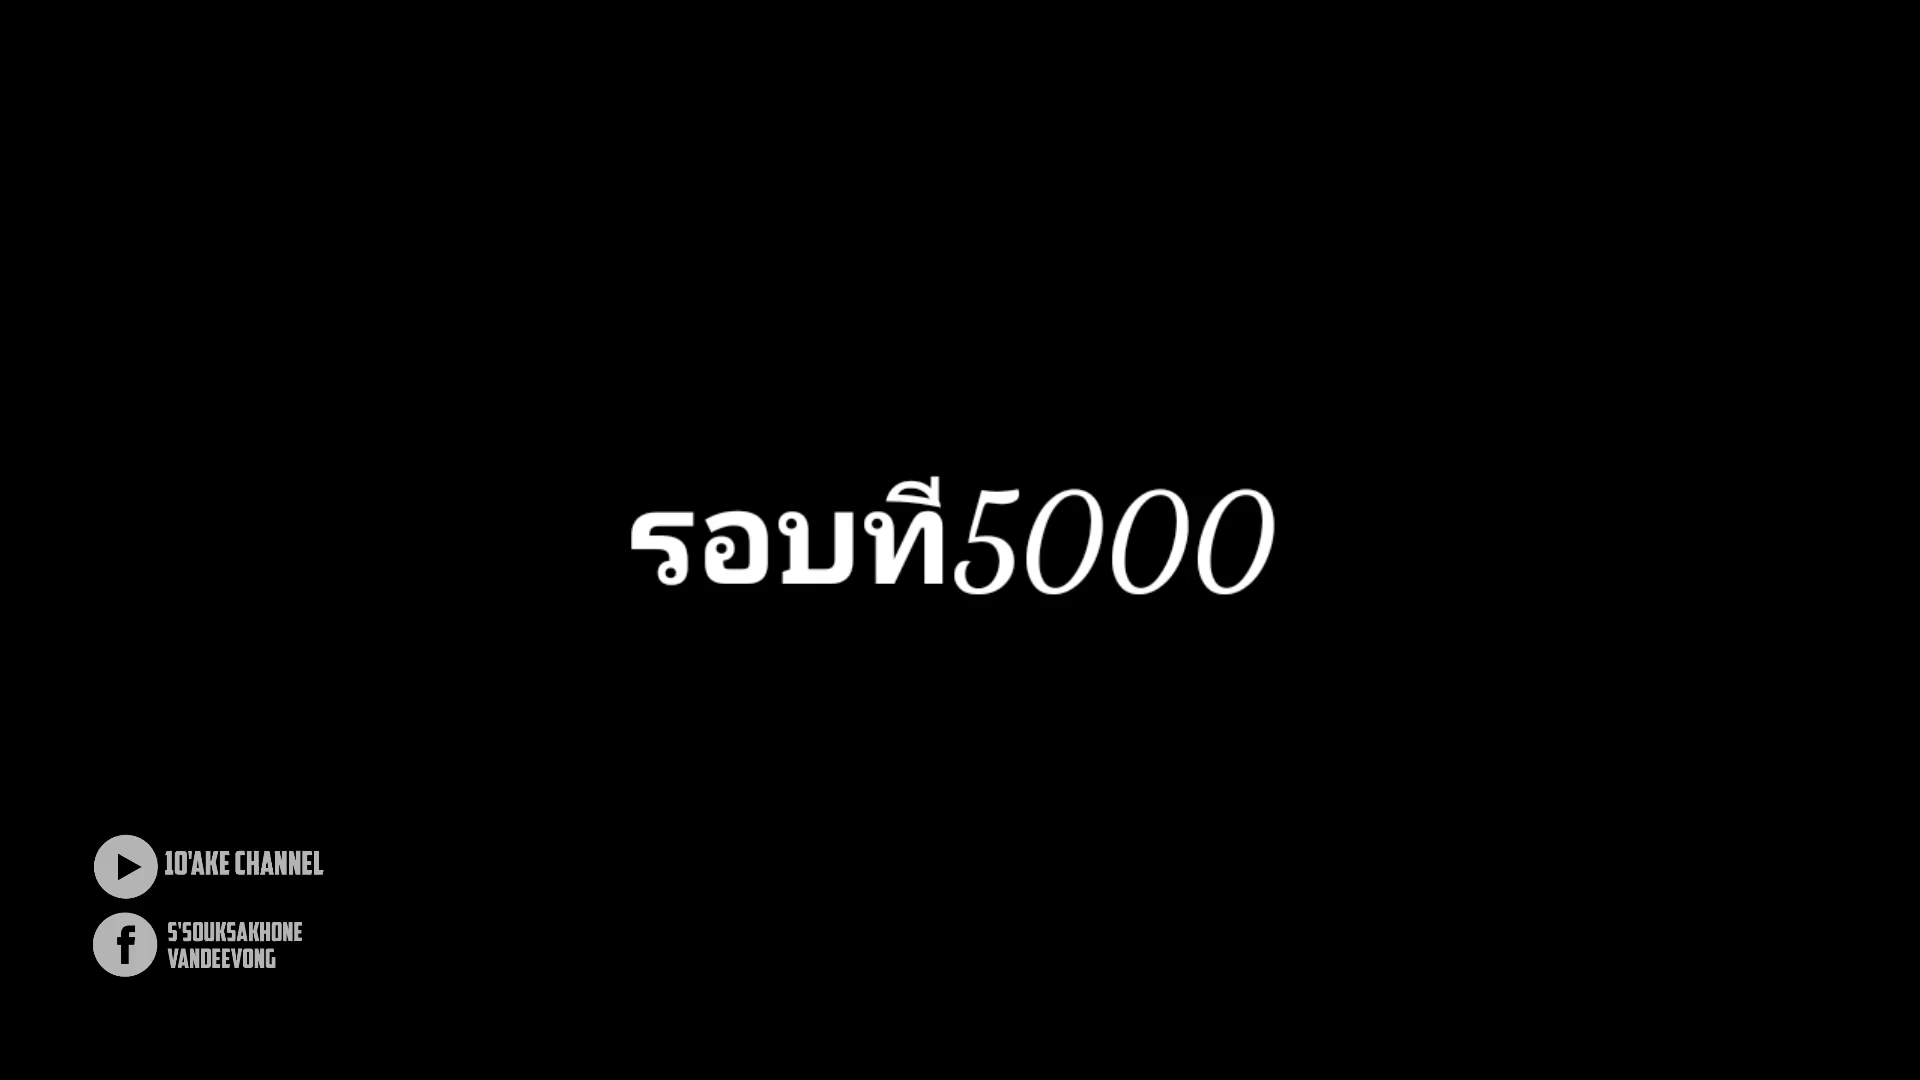 รอบที่5000
10'AKE CHANNEL
S'SOUKSAKHONE
VANDEEVONG